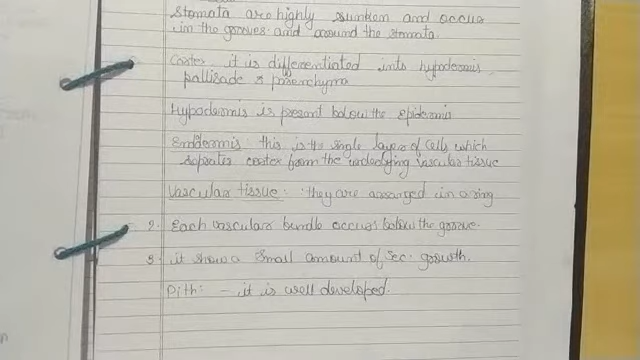 Stomata are highly sunken and occur
in the grooves and around the stomata.
Cortex it is differentiated into hypodermis,
pallisade & parenchyma
Hypodermis is present below the epidermis
Endodermis: this is the single layer of cells which
seperates cortex from the underlying vascular tissue
Vascular tissue: They are arranged in a ring
2. Each vascular bundle occurs below the groove.
3. it shows a small amount of sec. growth.
Pith: - it is well developed.